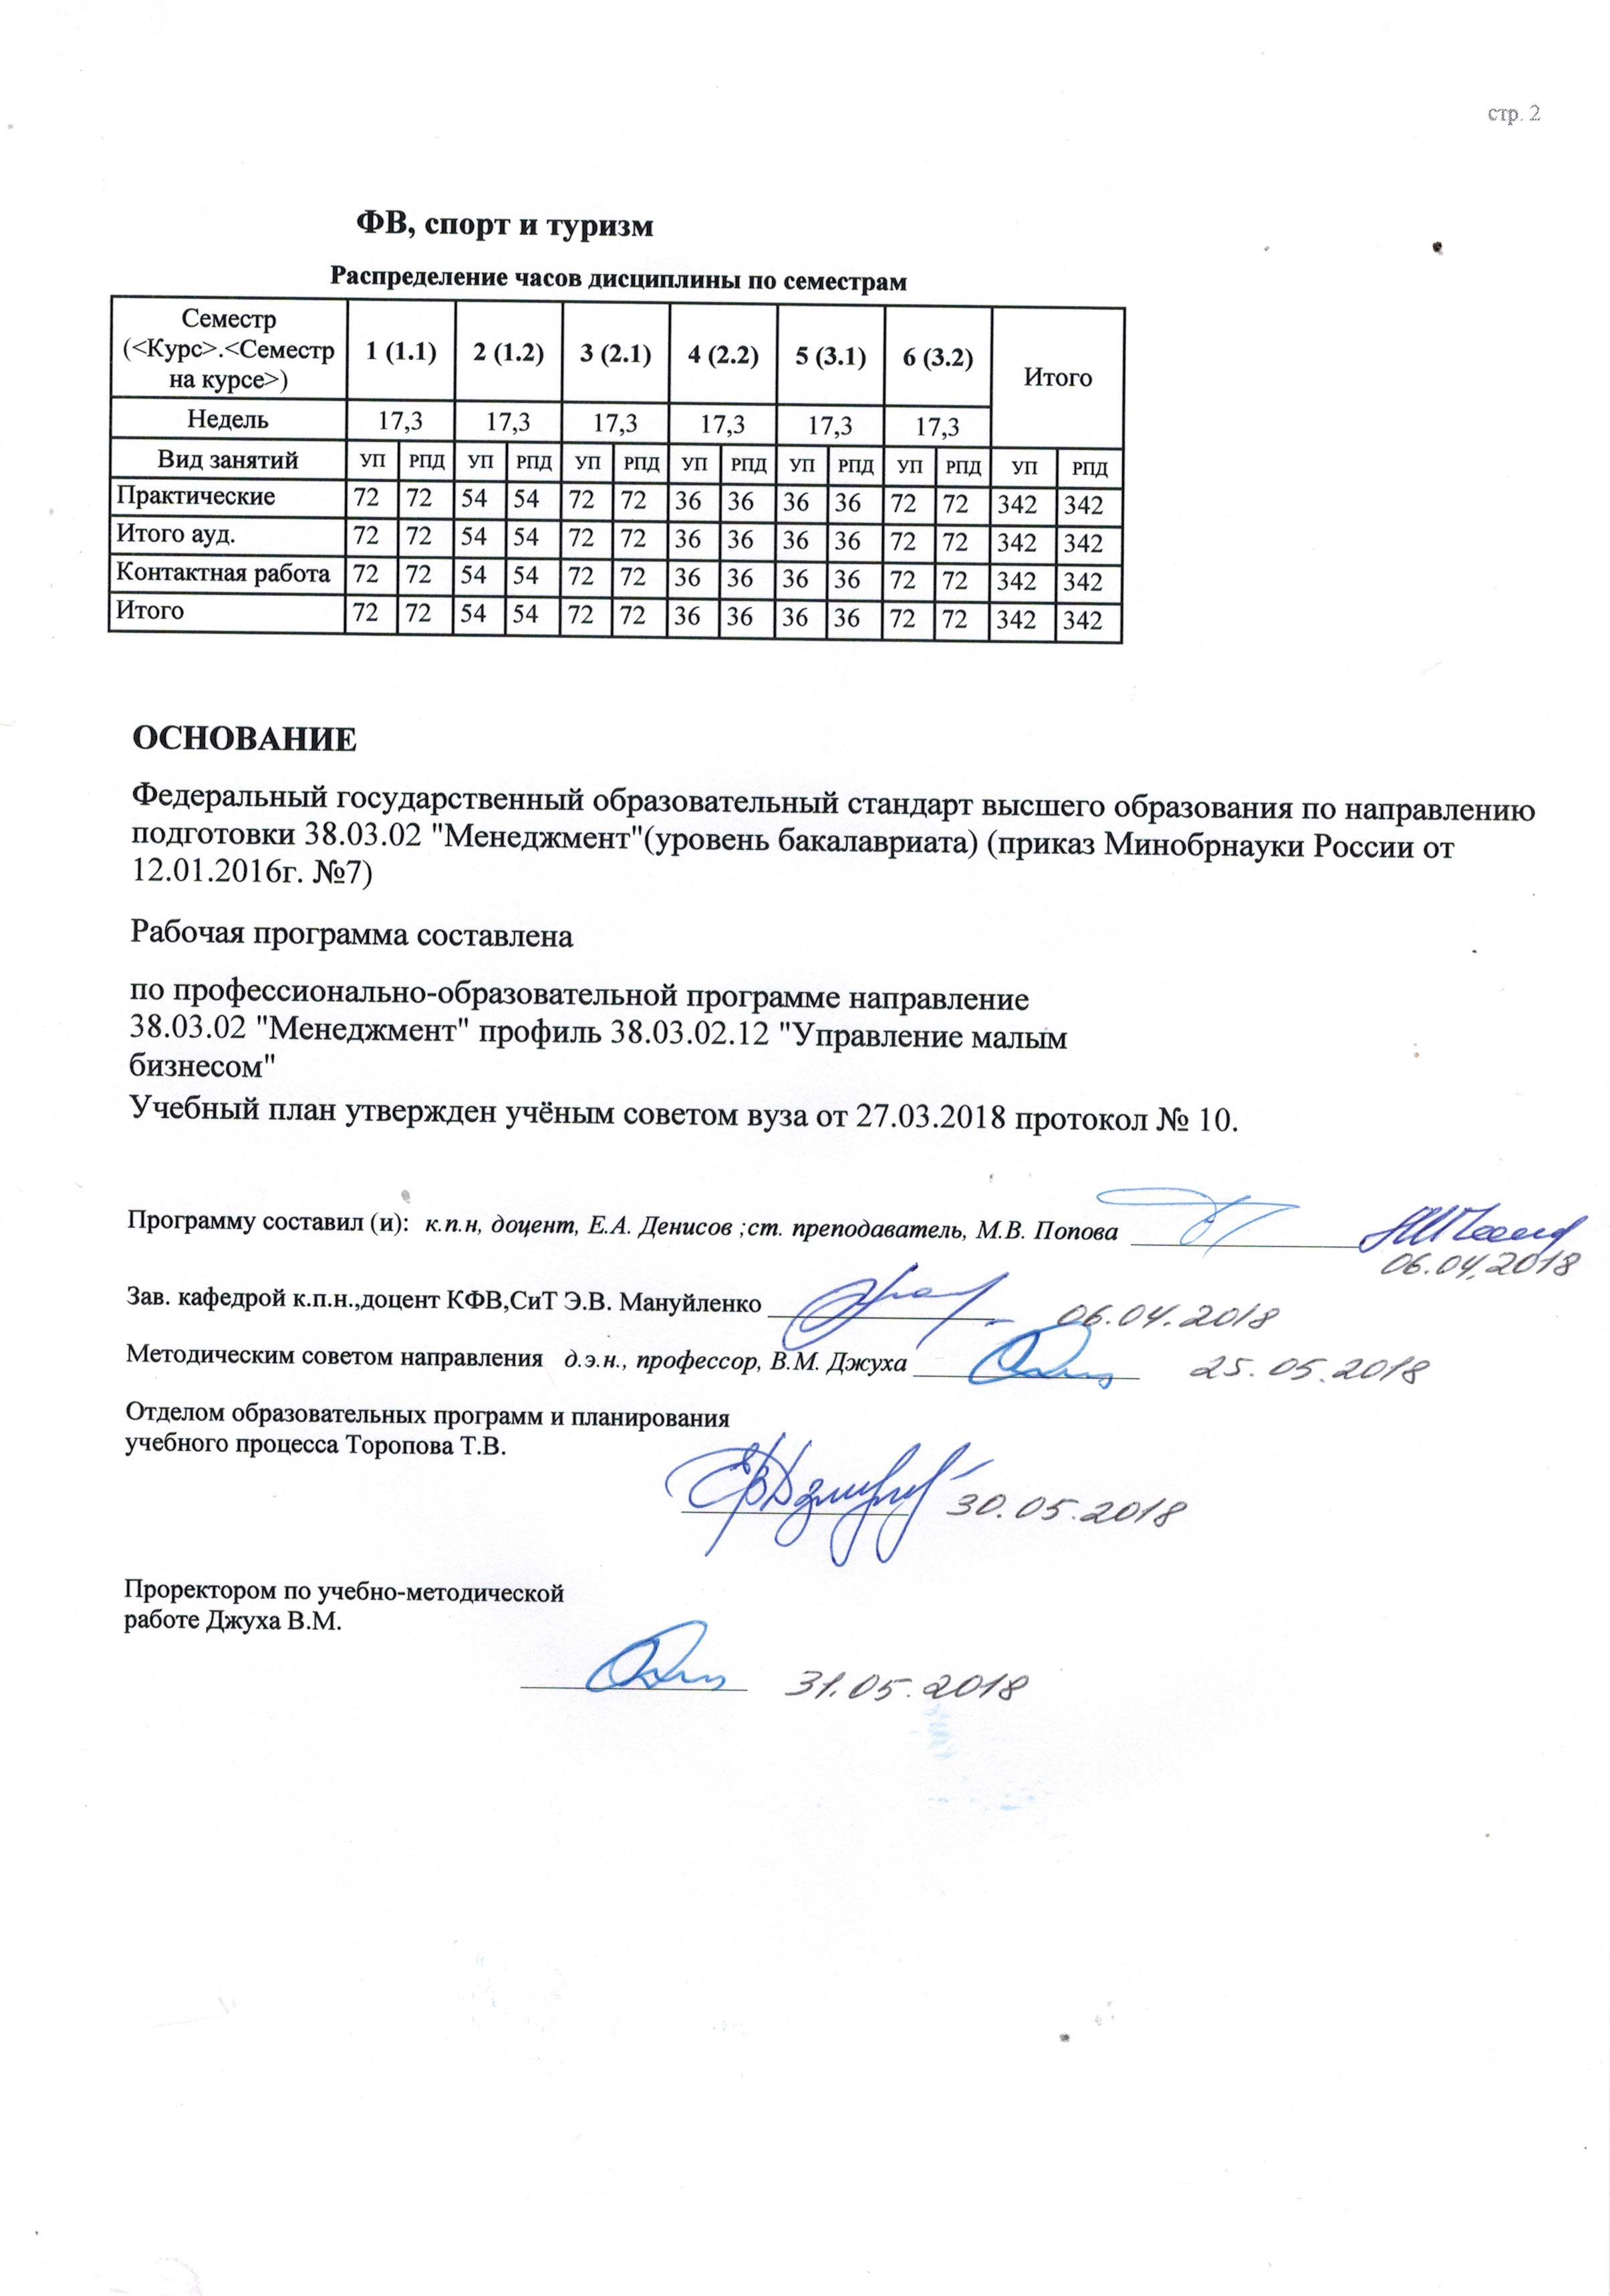 стр. 2
ФВ, спорт и туризм
Распределение часов дисциплины по семестрам
Семестр (<Курс>.<Семестр на курсе>) 1 (1.1) 2 (1.2) 3 (2.1) 4 (2.2) 5 (3.1) 6 (3.2) Итого
Недель 17,3 17,3 17,3 17,3 17,3 17,3
Вид занятий УП РПД УП РПД УП РПД УП РПД УП РПД УП РПД УП РПД
Практические 72 72 54 54 72 72 36 36 36 36 72 72 342 342
Итого ауд. 72 72 54 54 72 72 36 36 36 36 72 72 342 342
Контактная работа 72 72 54 54 72 72 36 36 36 36 72 72 342 342
Итого 72 72 54 54 72 72 36 36 36 36 72 72 342 342
ОСНОВАНИЕ
Федеральный государственный образовательный стандарт высшего образования по направлению
подготовки 38.03.02 "Менеджмент"(уровень бакалавриата) (приказ Минобрнауки России от
12.01.2016г. №7)
Рабочая программа составлена
по профессионально-образовательной программе направление
38.03.02 "Менеджмент" профиль 38.03.02.12 "Управление малым
бизнесом"
Учебный план утвержден учёным советом вуза от 27.03.2018 протокол № 10.
Программу составил (и): к.п.н, доцент, Е.А. Денисов ;ст. преподаватель, М.В. Попова
06.04.2018
Зав. кафедрой к.п.н.,доцент КФВ,СиТ Э.В. Мануйленко 06.04.2018
Методическим советом направления д.э.н., профессор, В.М. Джуха 25.05.2018
Отделом образовательных программ и планирования
учебного процесса Торопова Т.В.
30.05.2018
Проректором по учебно-методической
работе Джуха В.М.
31.05.2018